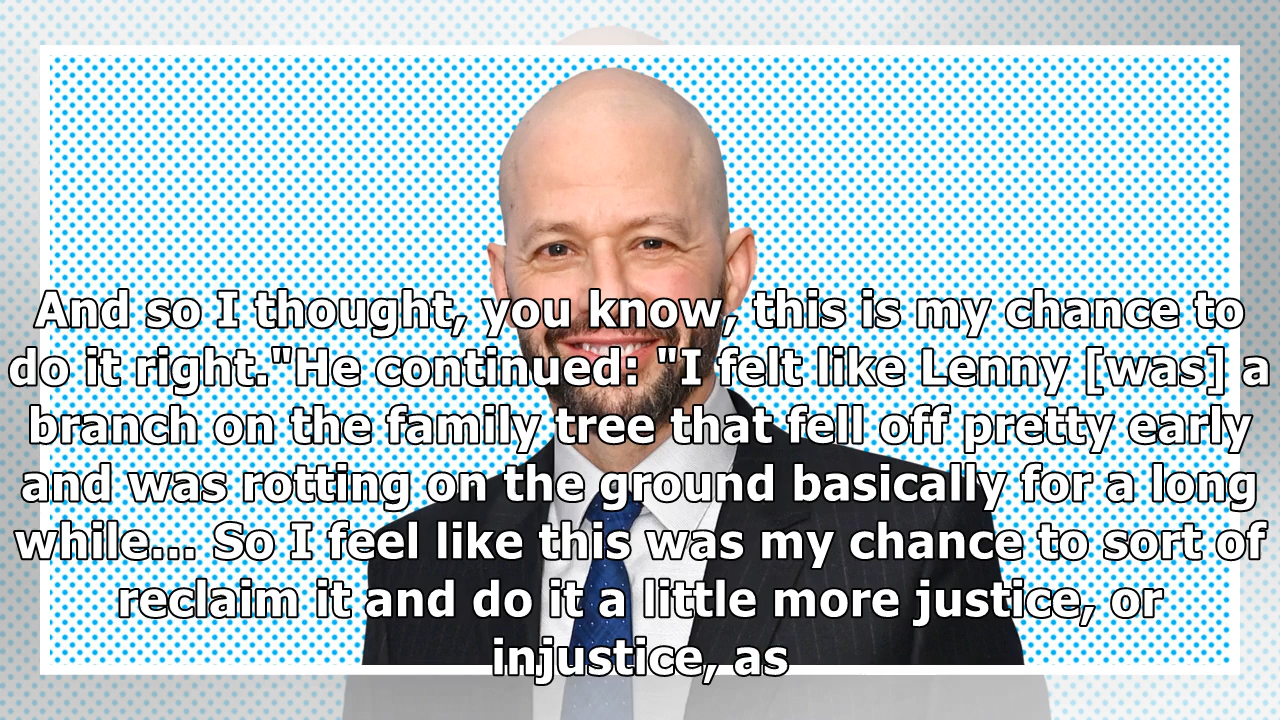 And so I thought, you know, this is my chance to
do it right."He continued: "I felt like Lenny [was] a
branch on the family tree that fell off pretty early
and was rotting on the ground basically for a long
while... So I feel like this was my chance to sort of
reclaim it and do it a little more justice, or
injustice, as